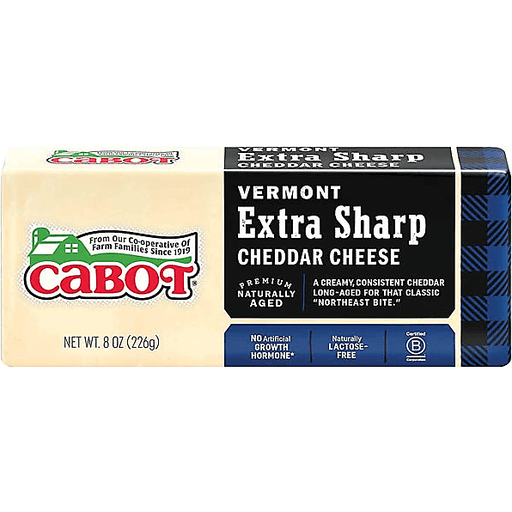 VERMONT
Extra Sharp
CHEDDAR CHEESE
CABOT
VERMONT
Extra Sharp
CHEDDAR CHEESE
From Our Co-operative Of
Farm Families Since 1919
CABOT®
PREMIUM
NATURALLY
AGED
A CREAMY, CONSISTENT CHEDDAR
LONG-AGED FOR THAT CLASSIC
"NORTHEAST BITE."
NET WT. 8 OZ (226g)
NO Artificial
GROWTH
HORMONE*
Naturally
LACTOSE-
FREE
Certified
B
Corporation